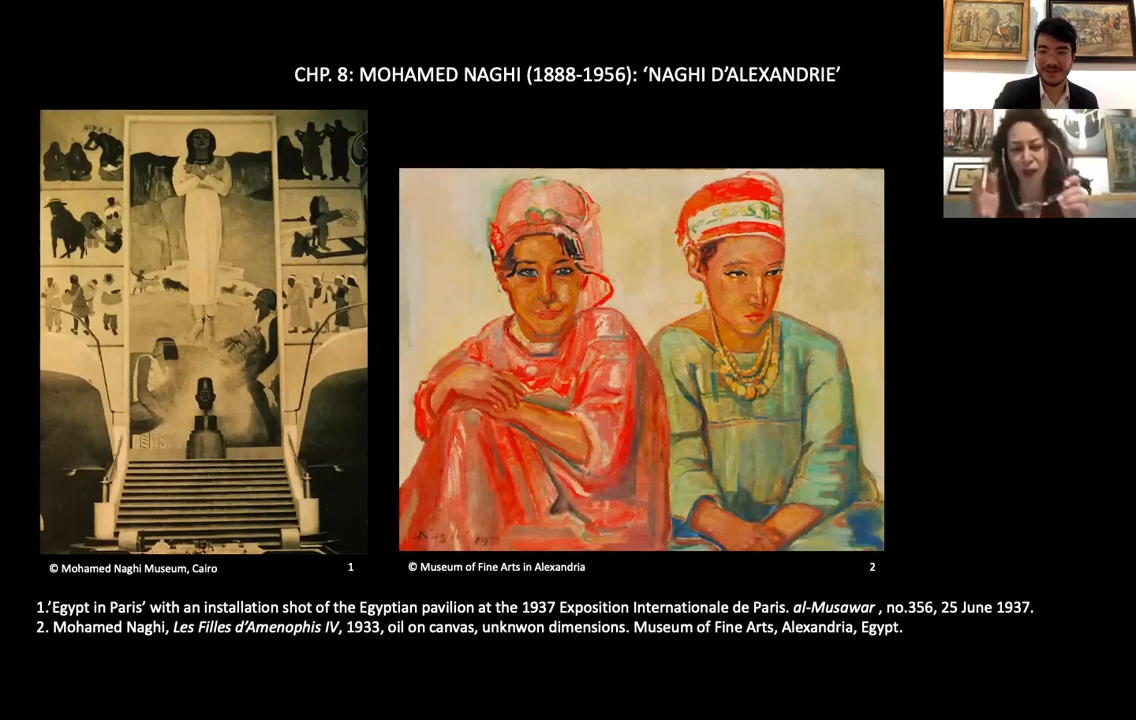 CHP. 8: MOHAMED NAGHI (1888-1956): ‘NAGHI D’ALEXANDRIE’
© Mohamed Naghi Museum, Cairo 1
© Museum of Fine Arts in Alexandria 2
1.’Egypt in Paris’ with an installation shot of the Egyptian pavilion at the 1937 Exposition Internationale de Paris. al-Musawar , no.356, 25 June 1937.
2. Mohamed Naghi, Les Filles d’Amenophis IV, 1933, oil on canvas, unknwon dimensions. Museum of Fine Arts, Alexandria, Egypt.